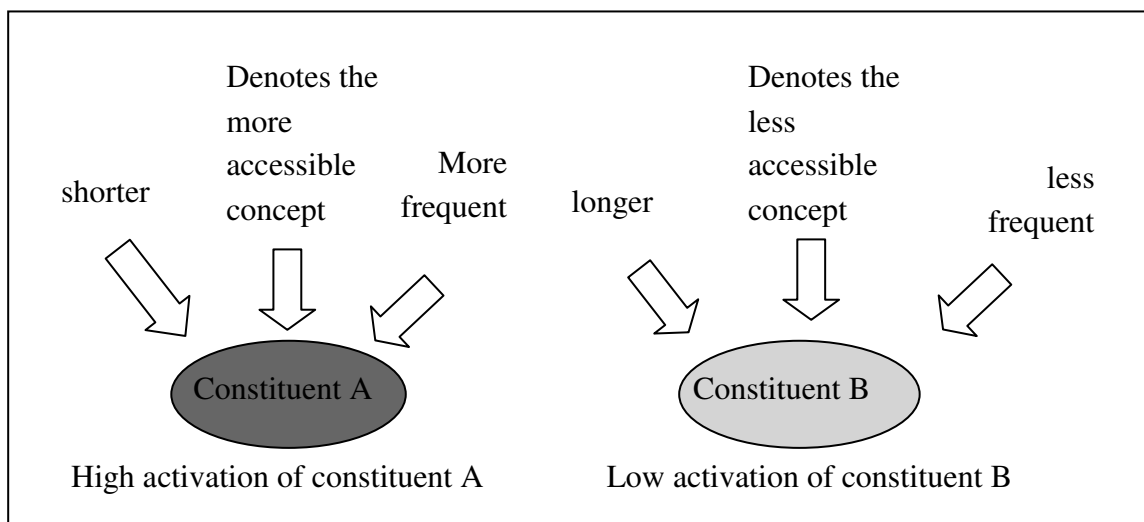 shorter
Denotes the
more
accessible
concept
More
frequent
Constituent A
High activation of constituent A
longer
Denotes the
less
accessible
concept
less
frequent
Constituent B
Low activation of constituent B